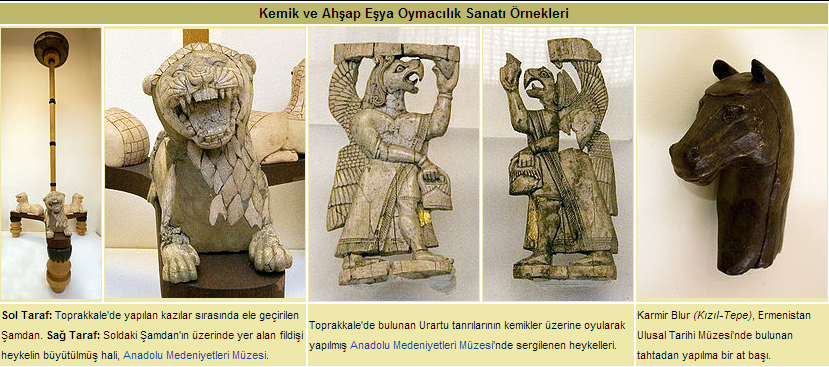 Kemik ve Ahşap Eşya Oymacılık Sanatı Örnekleri
Sol Taraf: Toprakkale'de yapılan kazılar sırasında ele geçirilen
Şamdan. Sağ Taraf: Soldaki Şamdan'ın üzerinde yer alan fildişi
heykelin büyütülmüş hali, Anadolu Medeniyetleri Müzesi.
Toprakkale'de bulunan Urartu tanrılarının kemikler üzerine oyularak
yapılmış Anadolu Medeniyetleri Müzesi'nde sergilenen heykelleri.
Karmir Blur (Kızıl-Tepe), Ermenistan
Ulusal Tarihi Müzesi'nde bulunan
tahtadan yapılma bir at başı.